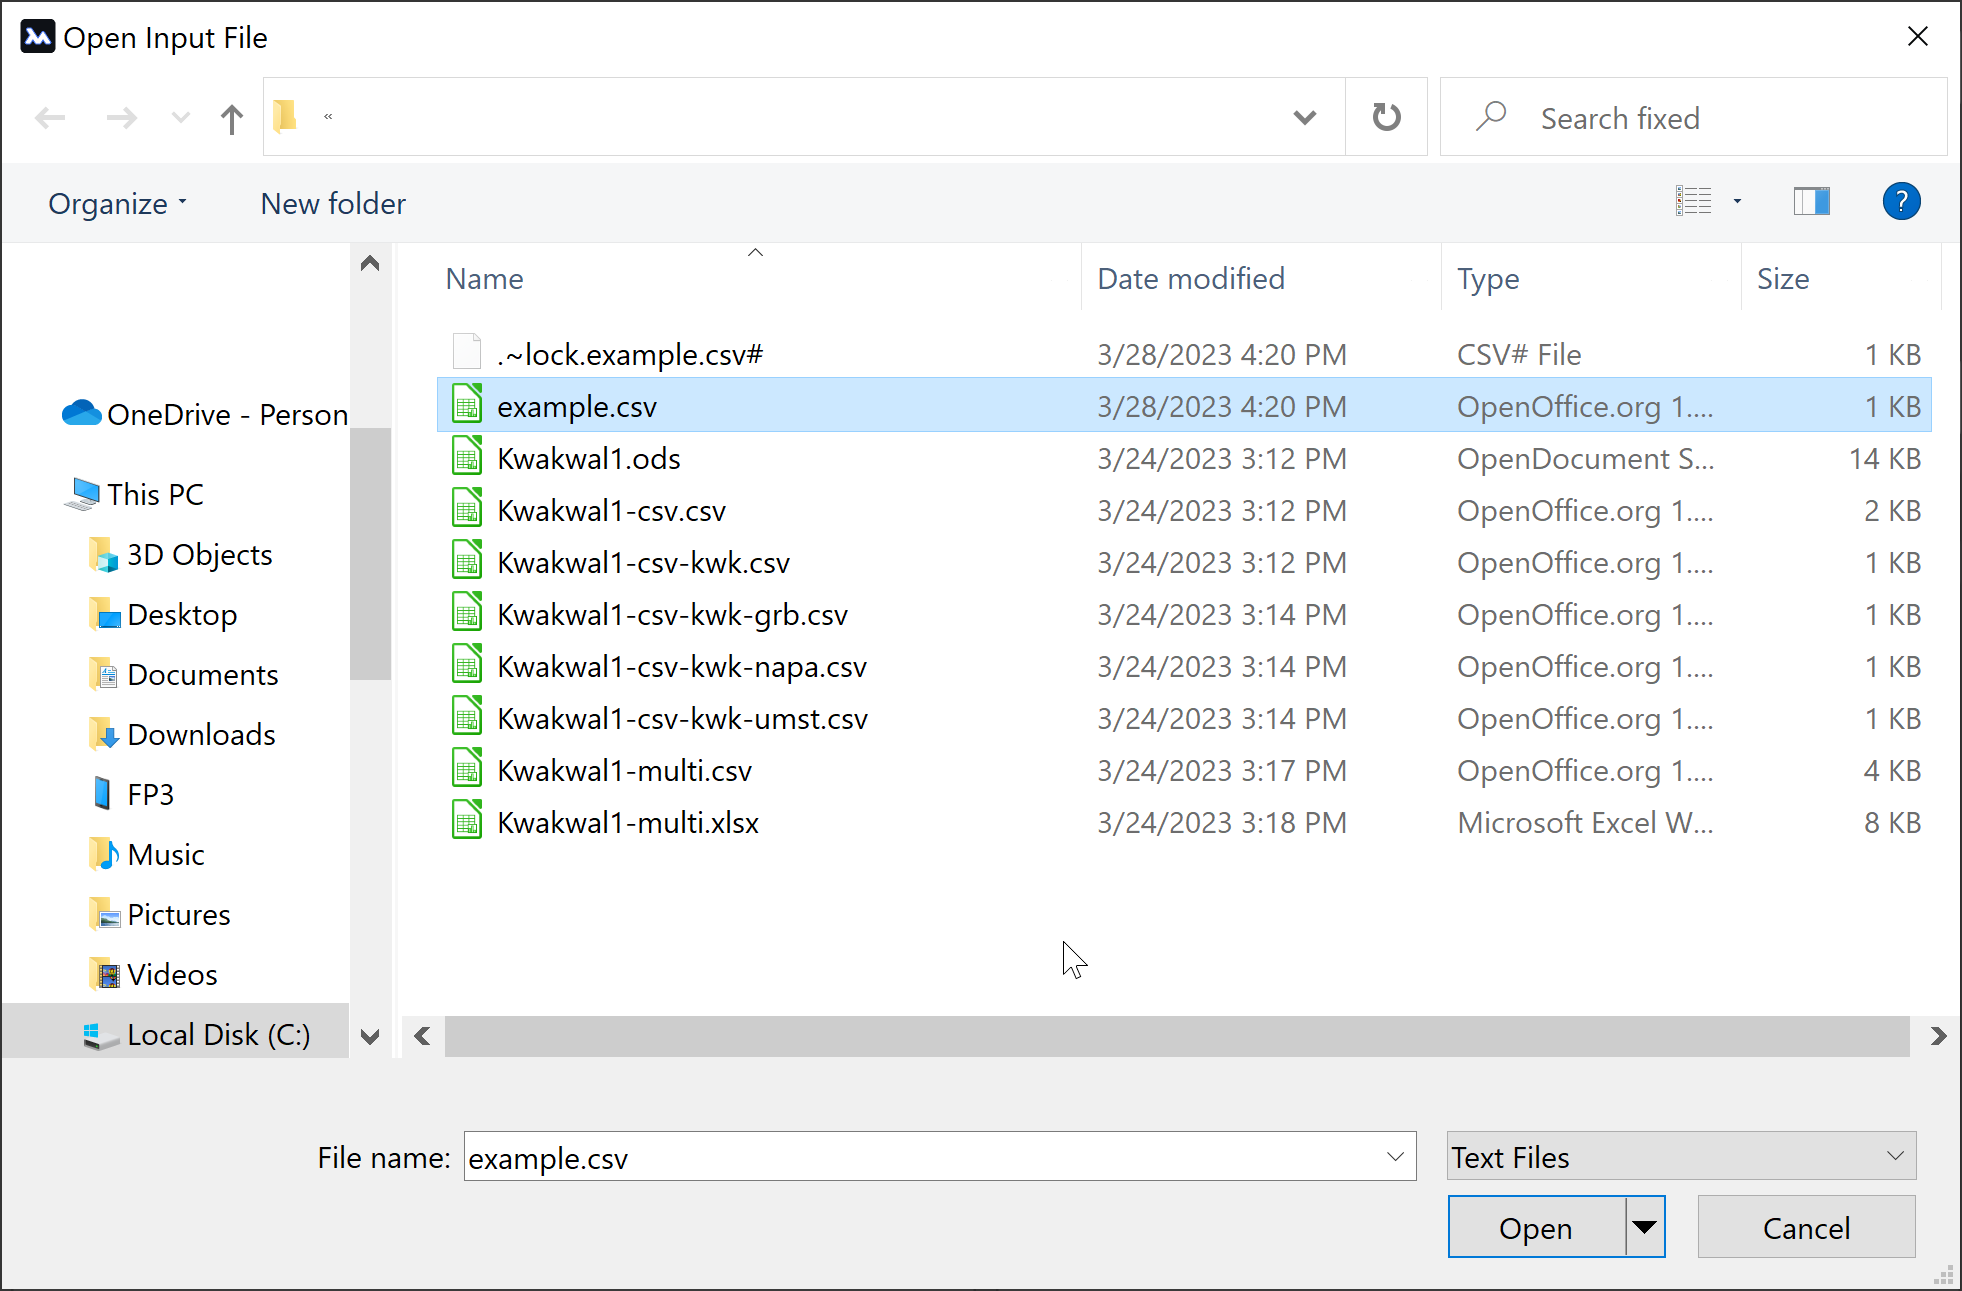 Open Input File
«
Search fixed
Organize
New folder
?
Name Date modified Type Size
.~lock.example.csv# 3/28/2023 4:20 PM CSV# File 1 KB
example.csv 3/28/2023 4:20 PM OpenOffice.org 1.... 1 KB
Kwakwal1.ods 3/24/2023 3:12 PM OpenDocument S... 14 KB
Kwakwal1-csv.csv 3/24/2023 3:12 PM OpenOffice.org 1.... 2 KB
Kwakwal1-csv-kwk.csv 3/24/2023 3:12 PM OpenOffice.org 1.... 1 KB
Kwakwal1-csv-kwk-grb.csv 3/24/2023 3:14 PM OpenOffice.org 1.... 1 KB
Kwakwal1-csv-kwk-napa.csv 3/24/2023 3:14 PM OpenOffice.org 1.... 1 KB
Kwakwal1-csv-kwk-umst.csv 3/24/2023 3:14 PM OpenOffice.org 1.... 1 KB
Kwakwal1-multi.csv 3/24/2023 3:17 PM OpenOffice.org 1.... 4 KB
Kwakwal1-multi.xlsx 3/24/2023 3:18 PM Microsoft Excel W... 8 KB
OneDrive - Person
This PC
3D Objects
Desktop
Documents
Downloads
FP3
Music
Pictures
Videos
Local Disk (C:)
File name: example.csv
Text Files
Open
Cancel